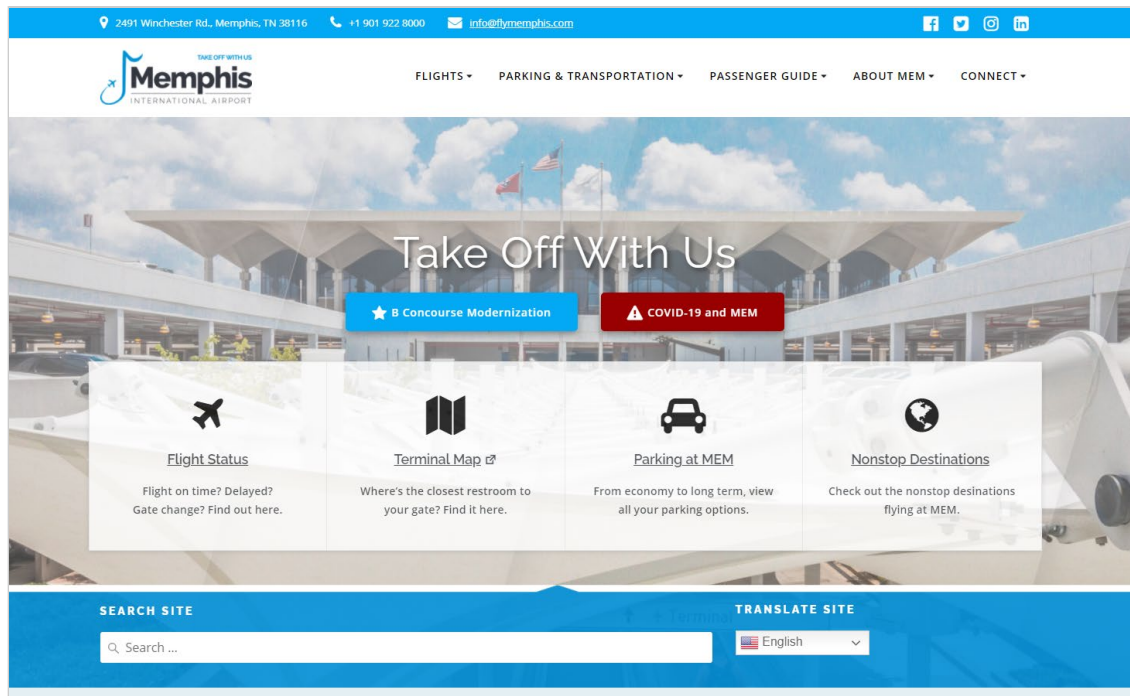 2491 Winchester Rd., Memphis, TN 38116 +1 901 922 8000 info@flymemphis.com
TAKE OFF WITH US
Memphis
INTERNATIONAL AIRPORT
FLIGHTS PARKING & TRANSPORTATION PASSENGER GUIDE ABOUT MEM CONNECT
Take Off With Us
B Concourse Modernization COVID-19 and MEM
Flight Status
Flight on time? Delayed?
Gate change? Find out here.
Terminal Map
Where's the closest restroom to
your gate? Find it here.
Parking at MEM
From economy to long term, view
all your parking options.
Nonstop Destinations
Check out the nonstop desinations
flying at MEM.
SEARCH SITE
Search ...
TRANSLATE SITE
English
Terminal